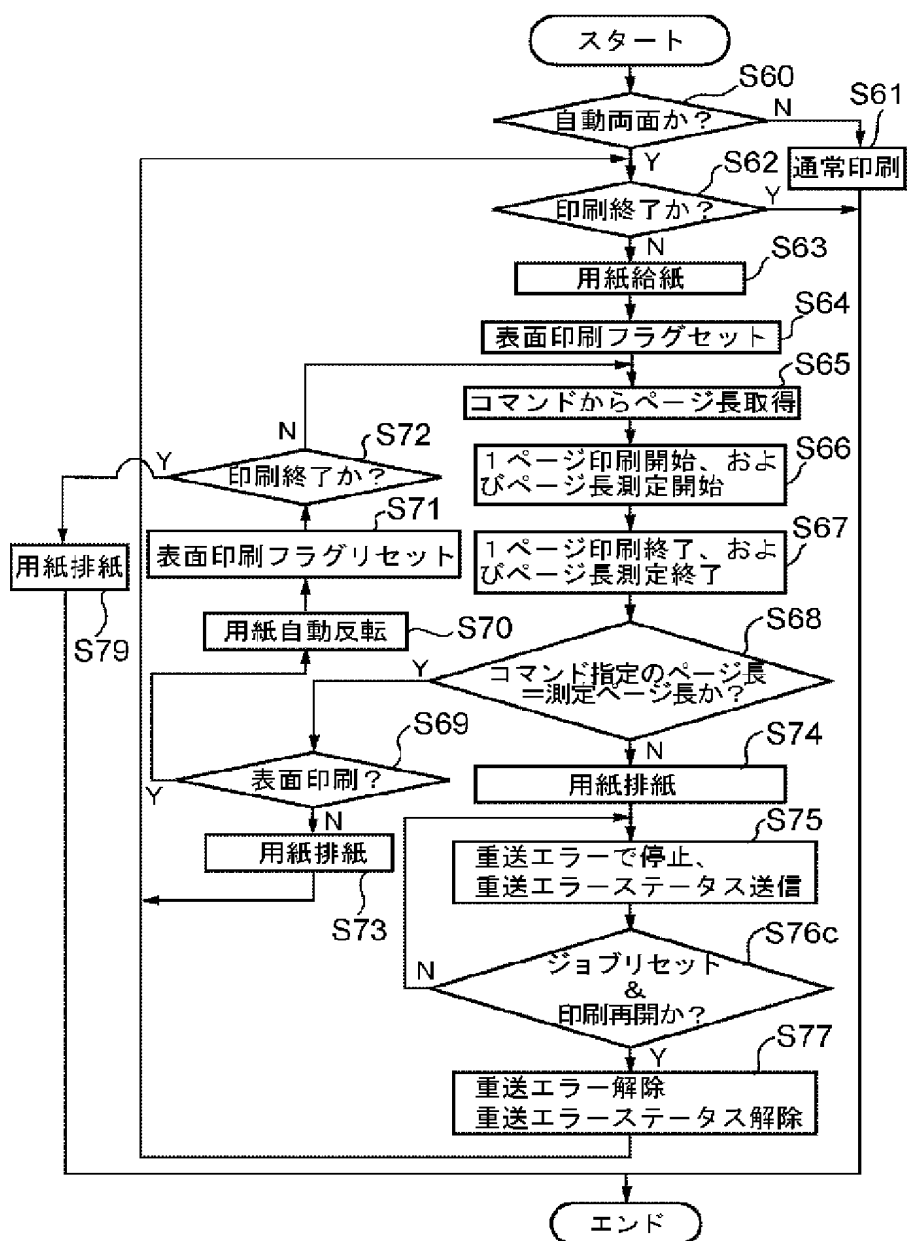 スタート
S60
自動両面か?
N
S61
通常印刷
Y
S62
印刷終了か?
Y
N
S63
用紙給紙
S64
表面印刷フラグセット
S65
コマンドからページ長取得
S66
1ページ印刷開始、およ
びページ長測定開始
S67
1ページ印刷終了、およ
びページ長測定終了
S68
コマンド指定のページ長
=測定ページ長か?
Y
N
S69
表面印刷?
Y
N
S70
用紙自動反転
S71
表面印刷フラグリセット
S72
印刷終了か?
N
Y
用紙排紙
S79
用紙排紙
S73
S74
用紙排紙
S75
重送エラーで停止、
重送エラーステータス送信
S76c
ジョブリセット
&
印刷再開か?
N
Y
S77
重送エラー解除
重送エラーステータス解除
エンド